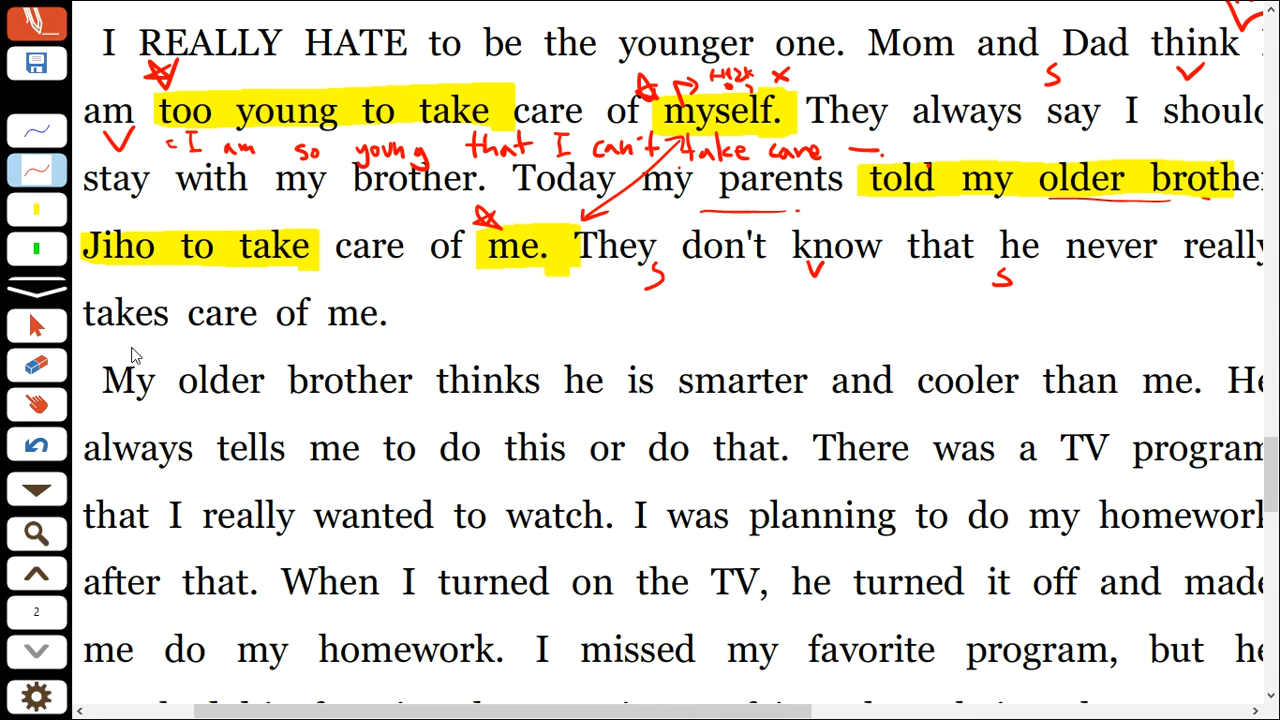 I REALLY HATE to be the younger one. Mom and Dad think
S V
am too young to take care of myself. They always say I should
V I am so young that I can't take care
stay with my brother. Today my parents told my older brother
Jiho to take care of me. They don't know that he never really
S V S
takes care of me.
My older brother thinks he is smarter and cooler than me. He
always tells me to do this or do that. There was a TV program
that I really wanted to watch. I was planning to do my homework
after that. When I turned on the TV, he turned it off and made
me do my homework. I missed my favorite program, but he
2